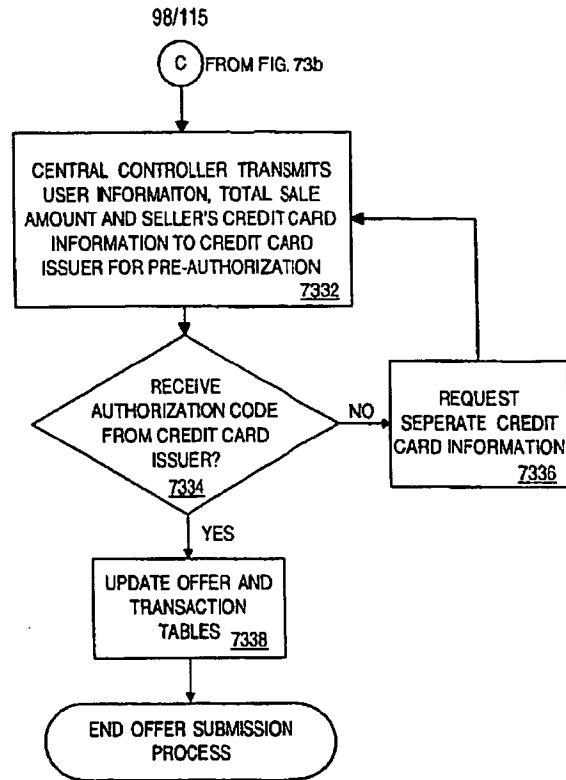 98/115
C FROM FIG. 73b
CENTRAL CONTROLLER TRANSMITS
USER INFORMAITON, TOTAL SALE
AMOUNT AND SELLER'S CREDIT CARD
INFORMATION TO CREDIT CARD
ISSUER FOR PRE-AUTHORIZATION
7332
RECEIVE
AUTHORIZATION CODE
FROM CREDIT CARD
ISSUER?
7334
NO
REQUEST
SEPERATE CREDIT
CARD INFORMATION
7336
YES
UPDATE OFFER AND
TRANSACTION
TABLES
7338
END OFFER SUBMISSION
PROCESS